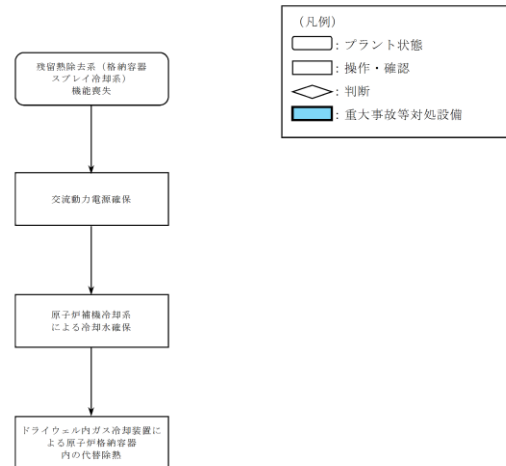 残留熱除去系（格納容器
スプレイ冷却系）
機能喪失
交流動力電源確保
原子炉補機冷却系
による冷却水確保
ドライウェル内ガス冷却装置に
よる原子炉格納容器
内の代替除熱
（凡例）
：プラント状態
：操作・確認
：判断
：重大事故等対処設備